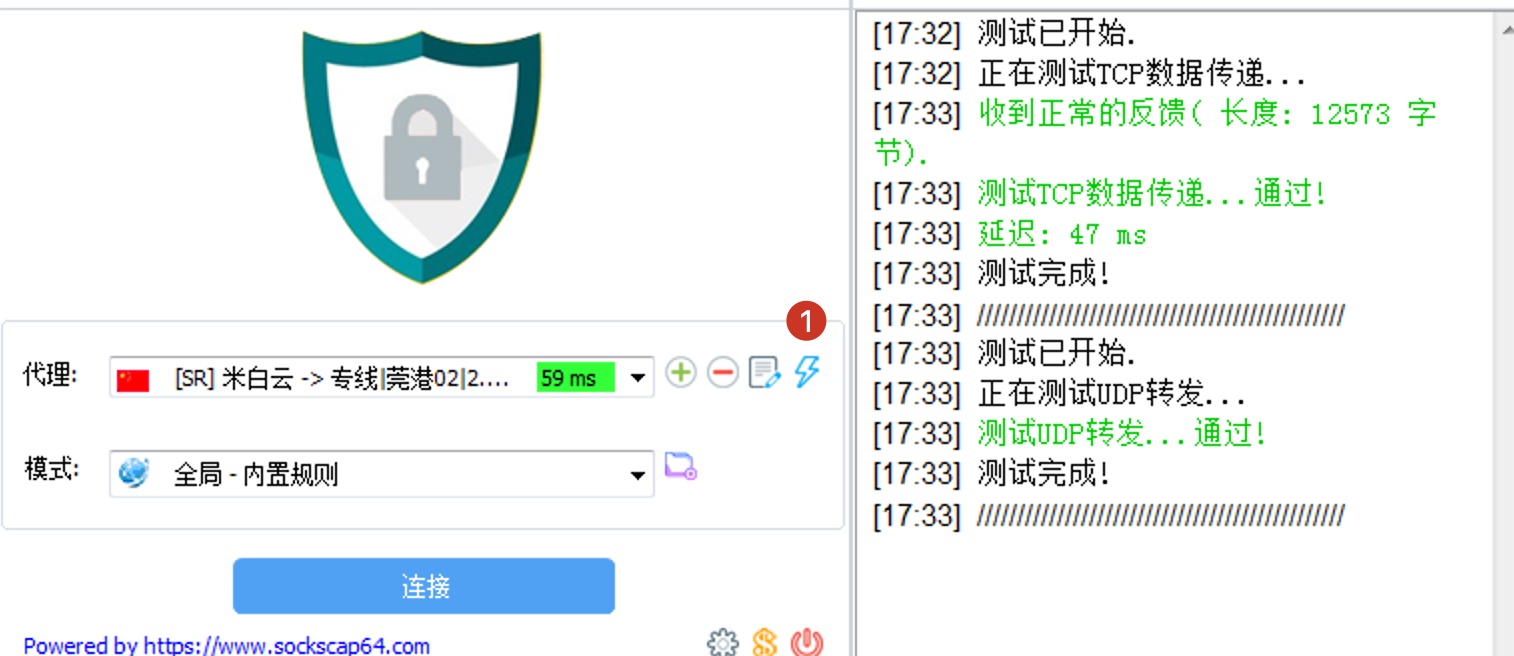 [17:32] 测试已开始.
[17:32] 正在测试TCP数据传递...
[17:33] 收到正常的反馈( 长度: 12573 字
节).
[17:33] 测试TCP数据传递...通过!
[17:33] 延迟: 47 ms
[17:33] 测试完成!
[17:33] //////////////////////////////////////////////
[17:33] 测试已开始.
[17:33] 正在测试UDP转发...
[17:33] 测试UDP转发...通过!
[17:33] 测试完成!
[17:33] //////////////////////////////////////////////
1
代理: [SR] 米白云 -> 专线|莞港02|2.... 59 ms
模式: 全局 - 内置规则
连接
Powered by https://www.sockscap64.com